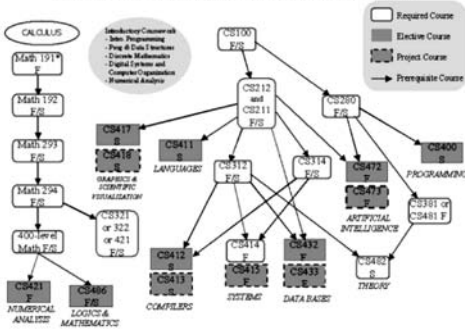 CALCULUS
Math 191*
F
Math 192
F/S
Math 293
F/S
Math 294
F/S
400-level
Math F/S
CS421
F
NUMERICAL
ANALYSIS
CS486
F/S
LOGICS &
MATHEMATICS
CS321
or 322
or 421 F
F/S
Introductory Coursework
- Intro. Programming
- Prog & Data Structures
- Discrete Mathematics
- Digital Systems and
Computer Organization
- Numerical Analysis
CS417
S
CS418
S
GRAPHICS &
SCIENTIFIC
VISUALIZATION
CS411
S
LANGUAGES
CS100
F/S
CS212
and
CS211
F/S
CS280
F/S
CS312
F/S
CS314
F/S
CS472
F
CS473
F
ARTIFICIAL
INTELLIGENCE
CS400
S
PROGRAMMING
CS381 or
CS481 F
CS412
S
CS413
S
COMPILERS
CS414
F
CS415
F
SYSTEMS
CS432
F
CS433
F
DATA BASES
CS482
S
THEORY
Required Course
Elective Course
Project Course
Prerequisite Course